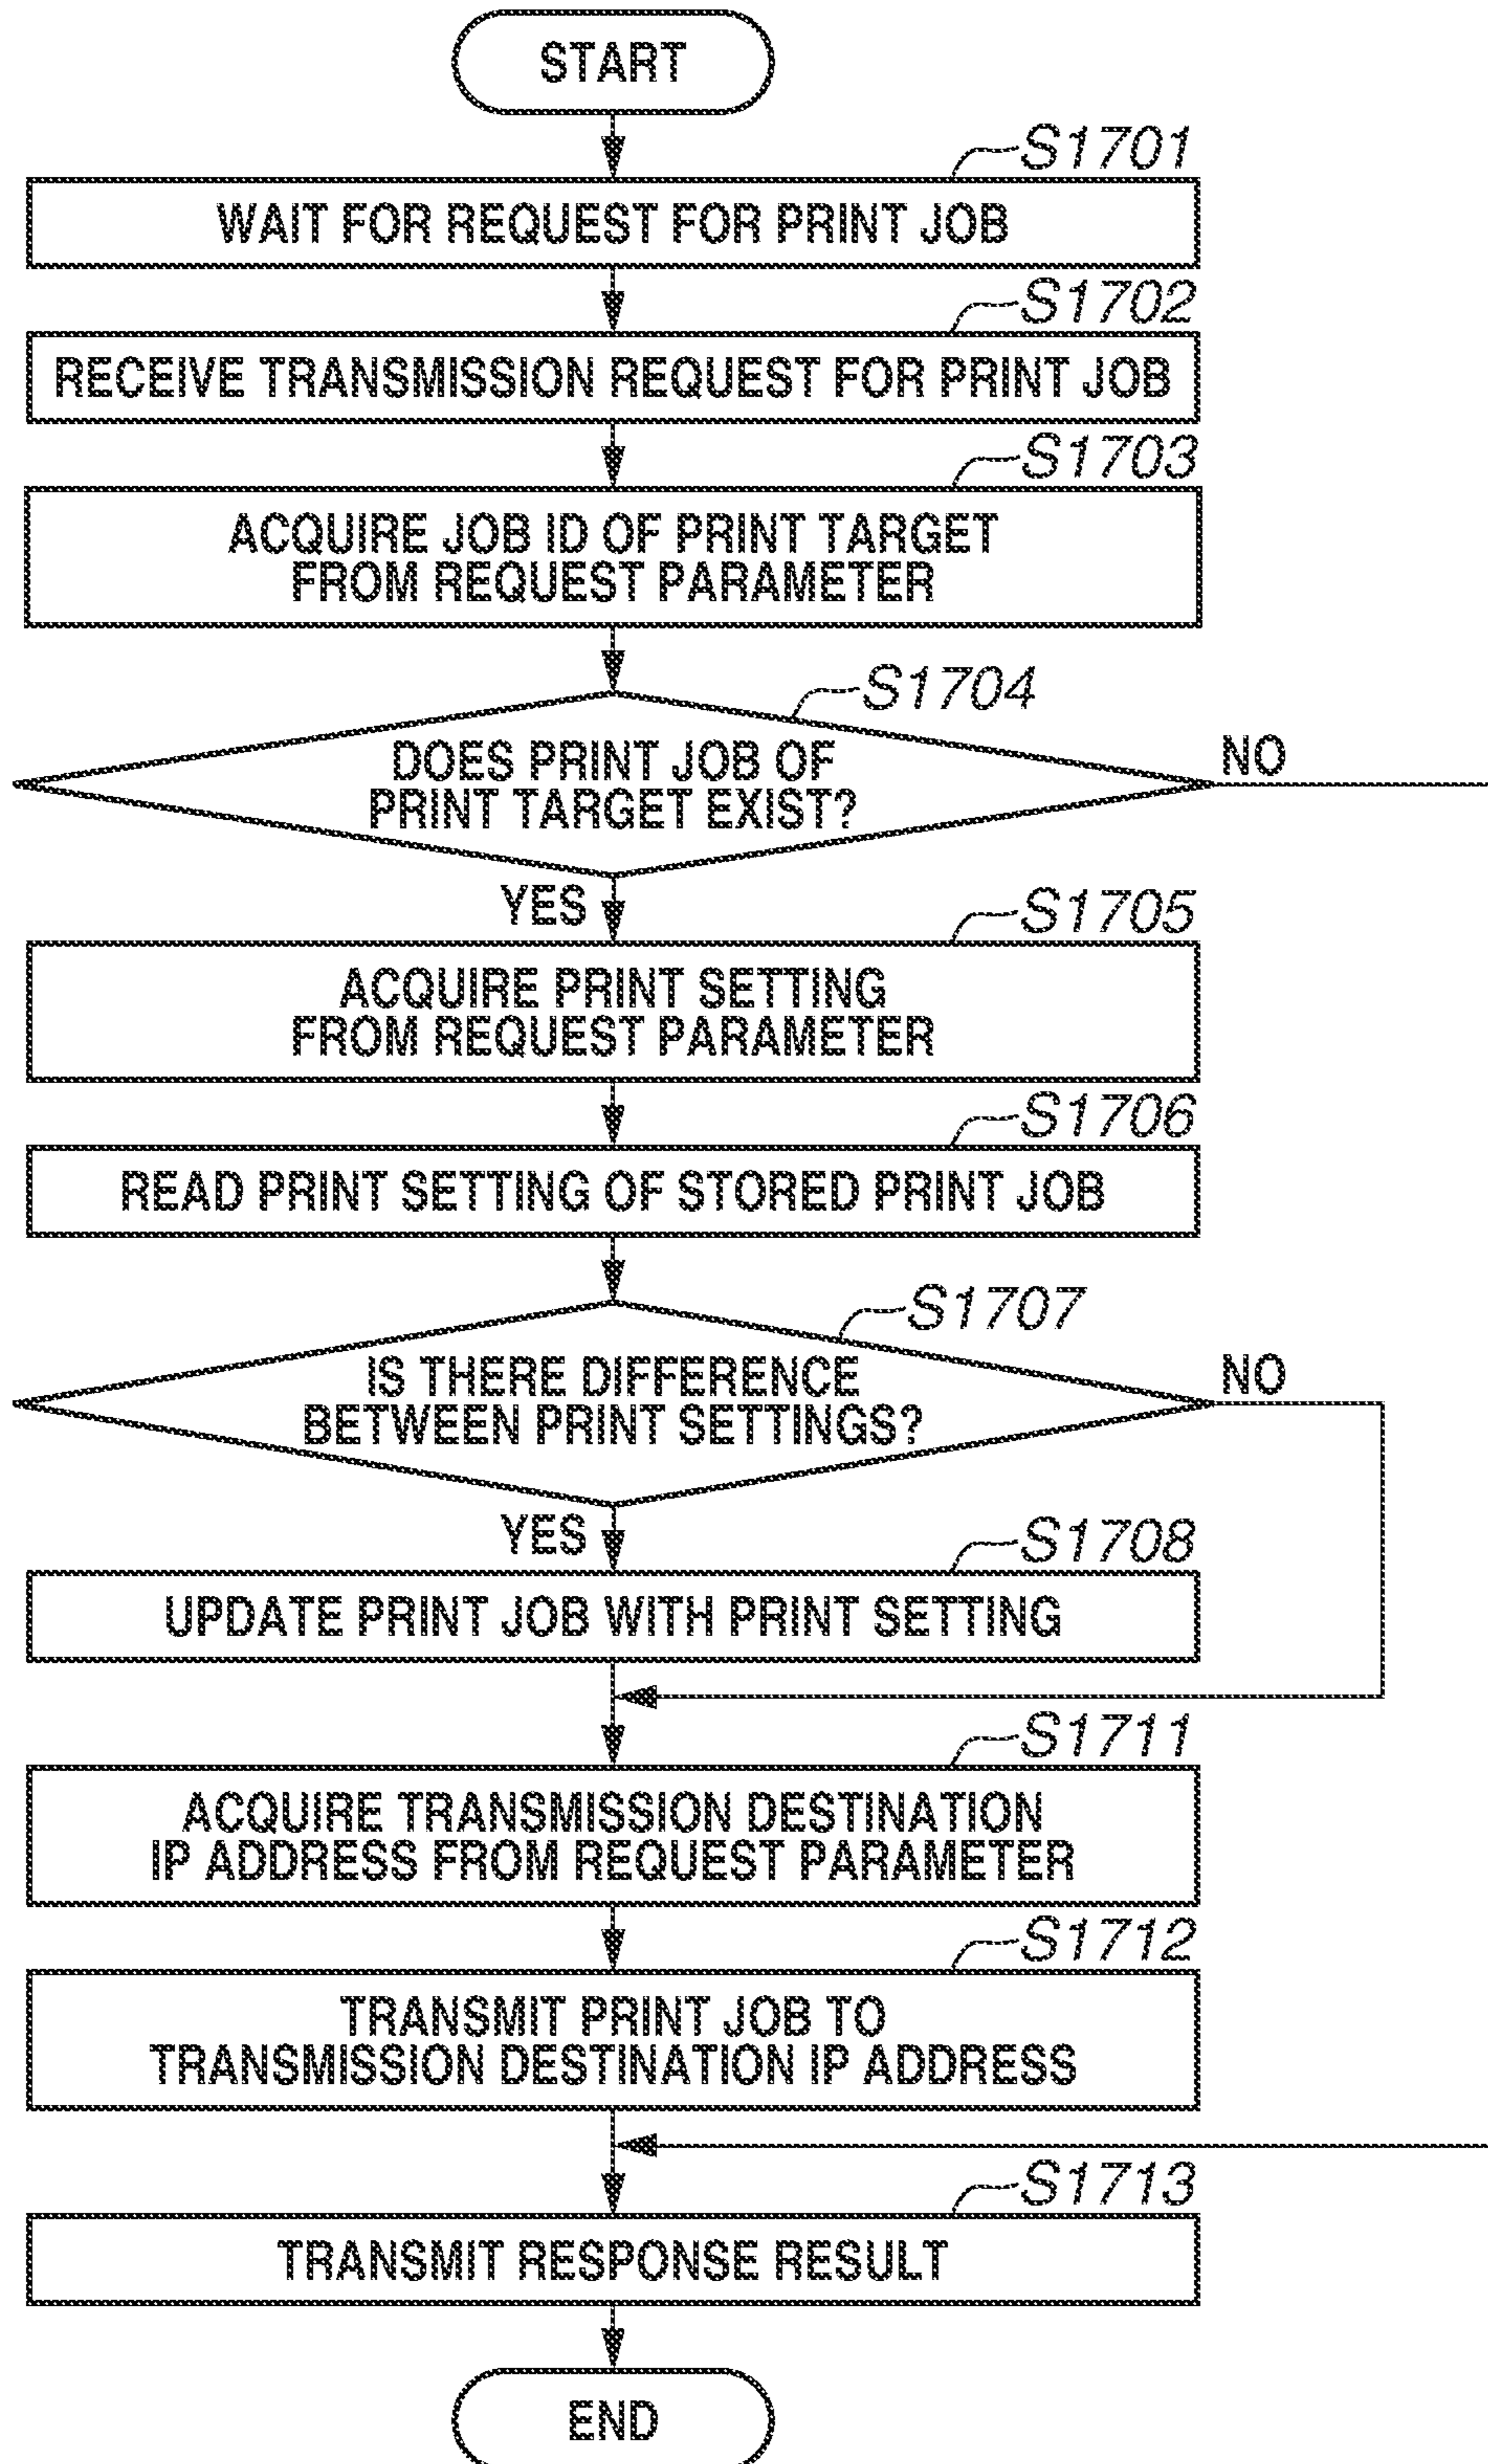 START
S1701
WAIT FOR REQUEST FOR PRINT JOB
S1702
RECEIVE TRANSMISSION REQUEST FOR PRINT JOB
S1703
ACQUIRE JOB ID OF PRINT TARGET
FROM REQUEST PARAMETER
S1704
DOES PRINT JOB OF
PRINT TARGET EXIST?
NO
YES
S1705
ACQUIRE PRINT SETTING
FROM REQUEST PARAMETER
S1706
READ PRINT SETTING OF STORED PRINT JOB
S1707
IS THERE DIFFERENCE
BETWEEN PRINT SETTINGS?
NO
YES
S1708
UPDATE PRINT JOB WITH PRINT SETTING
S1711
ACQUIRE TRANSMISSION DESTINATION
IP ADDRESS FROM REQUEST PARAMETER
S1712
TRANSMIT PRINT JOB TO
TRANSMISSION DESTINATION IP ADDRESS
S1713
TRANSMIT RESPONSE RESULT
END